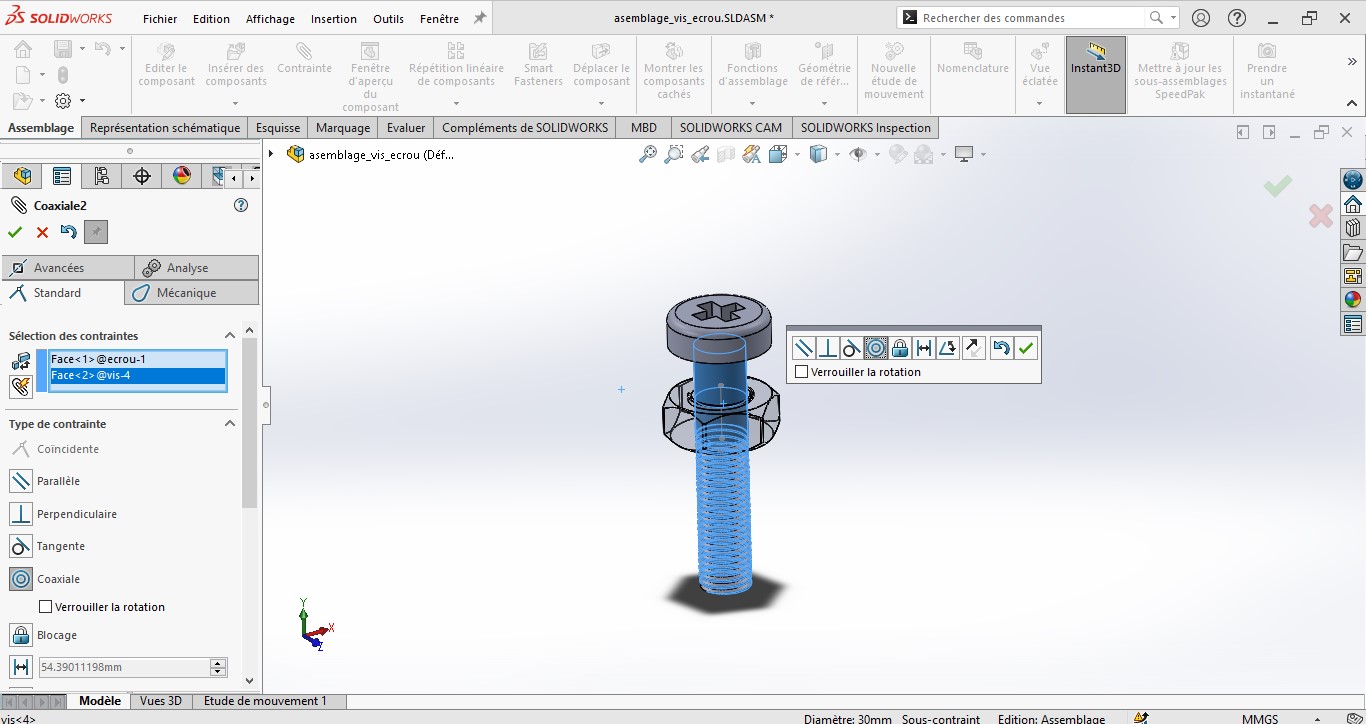 SOLIDWORKS
Fichier Edition Affichage Insertion Outils Fenêtre
asemblage_vis_ecrou.SLDASM *
Rechercher des commandes
Editer le composant
Insérer des composants
Contrainte
Fenêtre d'aperçu du composant
Répétition linéaire de composants
Smart Fasteners
Déplacer le composant
Montrer les composants cachés
Fonctions d'assemblage
Géométrie de référ...
Nouvelle étude de mouvement
Nomenclature
Vue éclatée
Instant3D
Mettre à jour les sous-assemblages SpeedPak
Prendre un instantané
Assemblage Représentation schématique Esquisse Marquage Evaluer Compléments de SOLIDWORKS MBD SOLIDWORKS CAM SOLIDWORKS Inspection
asemblage_vis_ecrou (Déf...
Coaxiale2
Avancées Analyse
Standard Mécanique
Sélection des contraintes
Face<1>@ecrou-1
Face<2>@vis-4
Type de contrainte
Coïncidente
Parallèle
Perpendiculaire
Tangente
Coaxiale
Verrouiller la rotation
Blocage
54.39011198mm
Verrouiller la rotation
Y
X
Z
Modèle Vues 3D Etude de mouvement 1
vis<4> Diamètre: 30mm Sous-contraint Edition: Assemblage MMGS